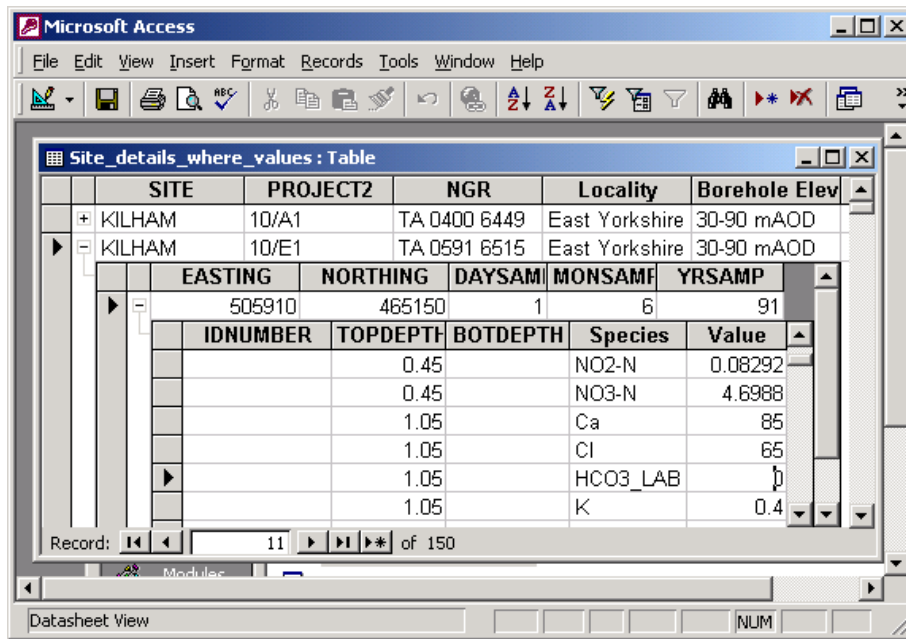 Microsoft Access
File Edit View Insert Format Records Tools Window Help
Site_details_where_values : Table
SITE PROJECT2 NGR Locality Borehole Elev
KILHAM 10/A1 TA 0400 6449 East Yorkshire 30-90 mAOD
KILHAM 10/E1 TA 0591 6515 East Yorkshire 30-90 mAOD
EASTING NORTHING DAYSAM MONSAMP YRSAMP
505910 465150 1 6 91
IDNUMBER TOPDEPTH BOTDEPTH Species Value
0.45 NO2-N 0.08292
0.45 NO3-N 4.6988
1.05 Ca 85
1.05 Cl 65
1.05 HCO3_LAB 0
1.05 K 0.4
Record: 11 of 150
Modules
Datasheet View NUM